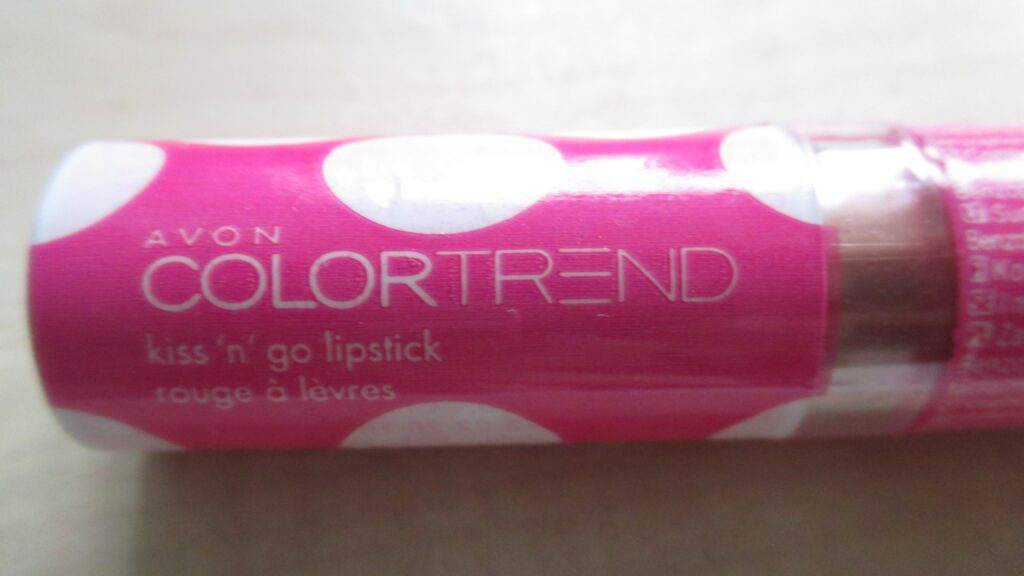 AVON
COLORTREND
kiss 'n' go lipstick
rouge à lèvres